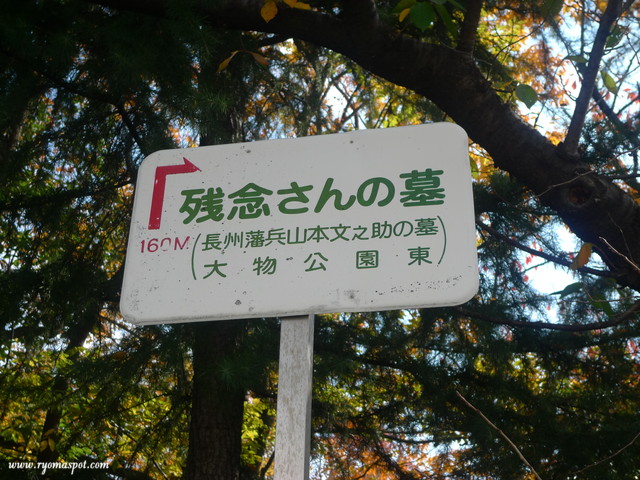 残念さんの墓
160M
(長州藩兵山本文之助の墓
大物公園東)
www.ryomaspot.com